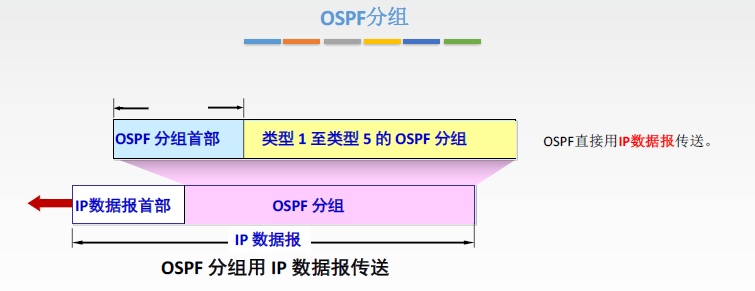 OSPF分组
OSPF 分组首部
类型 1 至类型 5 的 OSPF 分组
OSPF直接用IP数据报传送。
IP数据报首部
OSPF 分组
IP 数据报
OSPF 分组用 IP 数据报传送